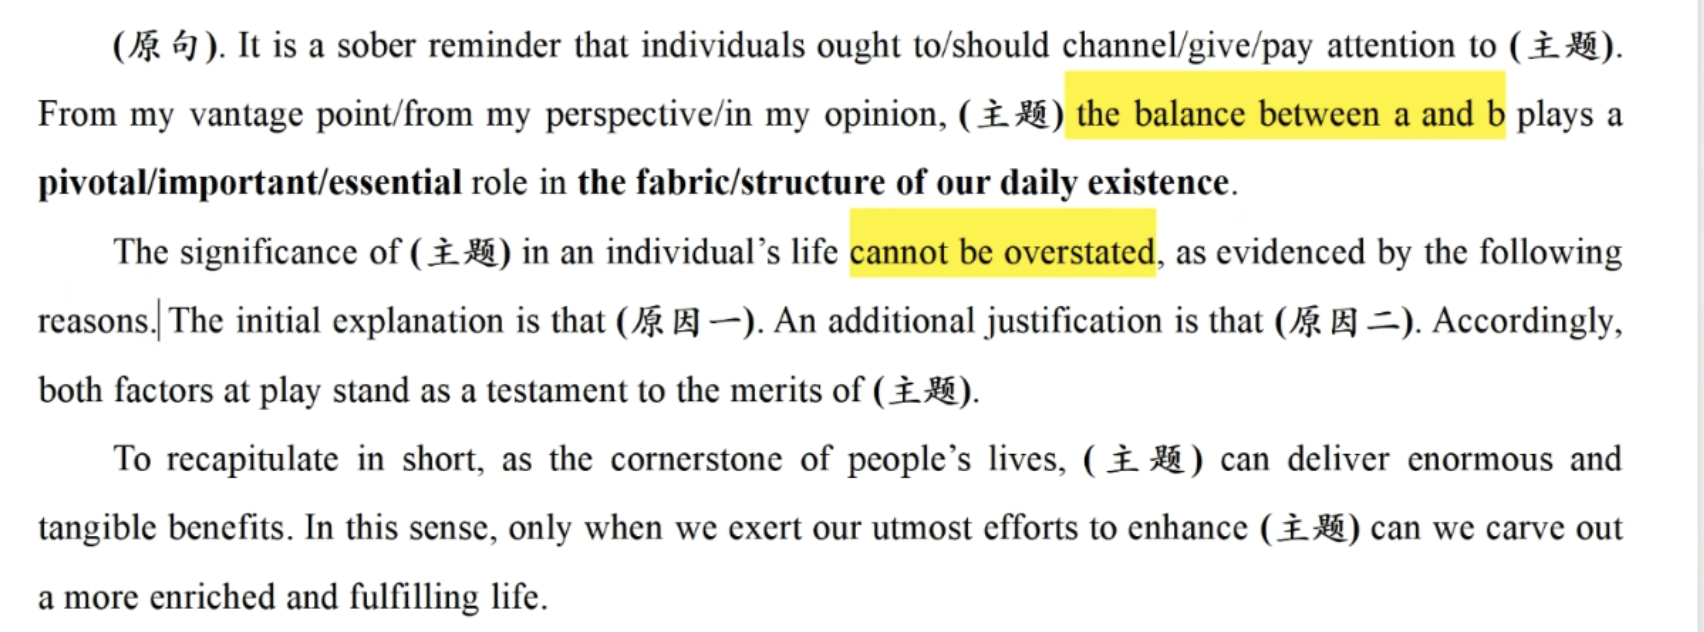 (原句). It is a sober reminder that individuals ought to/should channel/give/pay attention to (主题).
From my vantage point/from my perspective/in my opinion, (主题) the balance between a and b plays a
pivotal/important/essential role in the fabric/structure of our daily existence.
The significance of (主题) in an individual’s life cannot be overstated, as evidenced by the following
reasons. The initial explanation is that (原因一). An additional justification is that (原因二). Accordingly,
both factors at play stand as a testament to the merits of (主题).
To recapitulate in short, as the cornerstone of people’s lives, (主题) can deliver enormous and
tangible benefits. In this sense, only when we exert our utmost efforts to enhance (主题) can we carve out
a more enriched and fulfilling life.